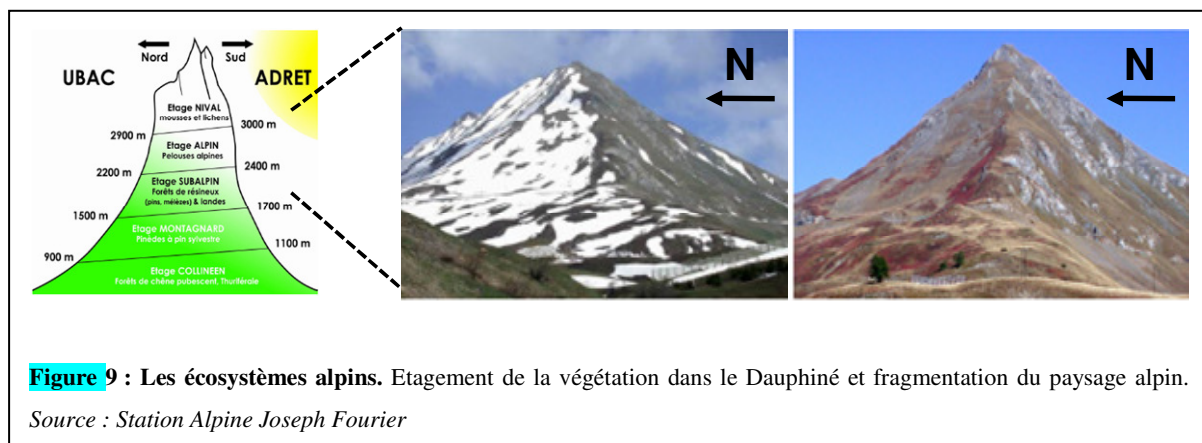 Nord Sud
UBAC ADRET
Etage NIVAL
mousses et lichens
2900 m 3000 m
Etage ALPIN
Pelouses alpines
2200 m 2400 m
Etage SUBALPIN
Forêts de résineux
(pins, mélèzes) & landes
1500 m 1700 m
Etage MONTAGNARD
Pinèdes à pin sylvestre
900 m 1100 m
Etage COLLINEEN
Forêts de chêne pubescent, Thuriféraie
N
N
Figure 9 : Les écosystèmes alpins. Etagement de la végétation dans le Dauphiné et fragmentation du paysage alpin.
Source : Station Alpine Joseph Fourier